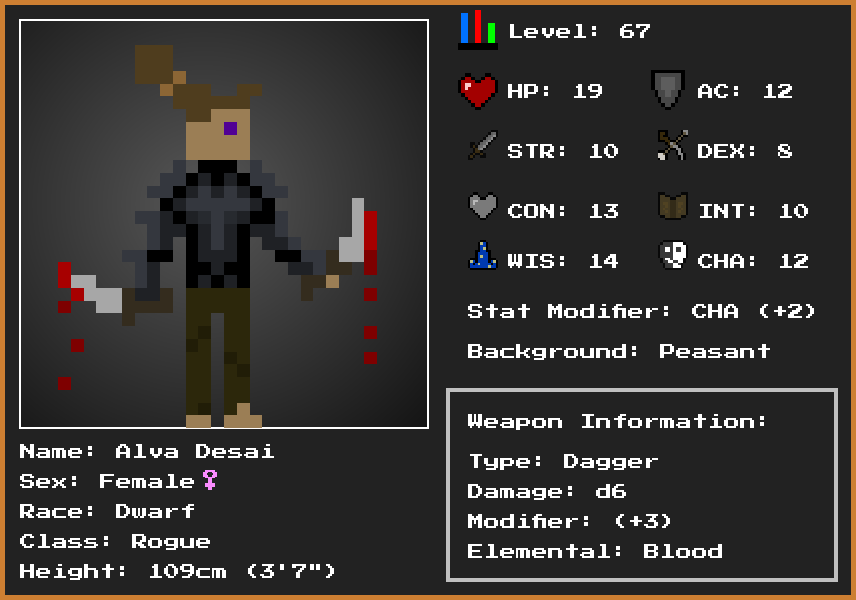 Level: 67
HP: 19
AC: 12
STR: 10
DEX: 8
CON: 13
INT: 10
WIS: 14
CHA: 12
Stat Modifier: CHA (+2)
Background: Peasant
Weapon Information:
Type: Dagger
Damage: d6
Modifier: (+3)
Elemental: Blood
Name: Alva Desai
Sex: Female♀
Race: Dwarf
Class: Rogue
Height: 109cm (3'7")